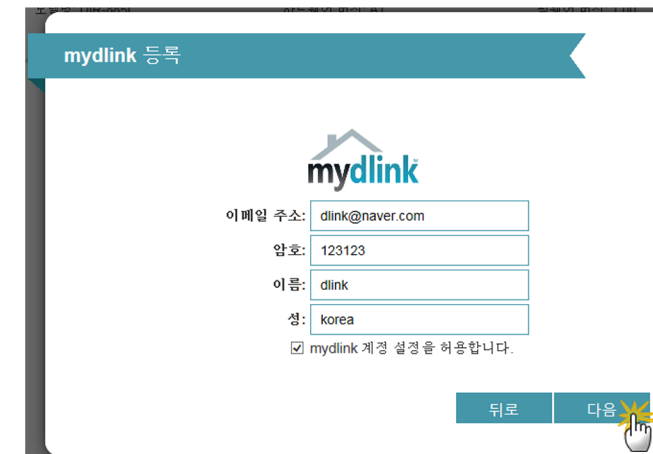 mydlink 등록
mydlink
이메일 주소: dlink@naver.com
암호: 123123
이름: dlink
성: korea
mydlink 계정 설정을 허용합니다.
뒤로 다음